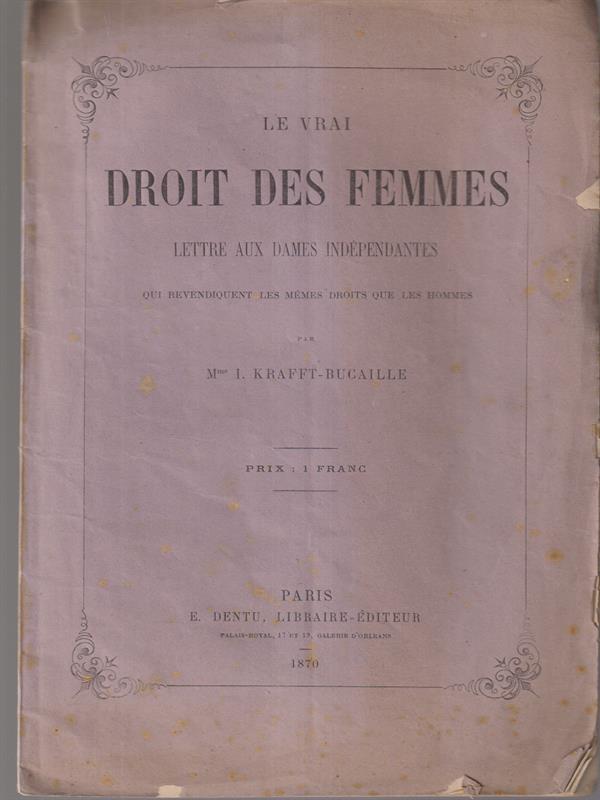 LE VRAI
DROIT DES FEMMES
LETTRE AUX DAMES INDÉPENDANTES
QUI REVENDIQUENT LES MÊMES DROITS QUE LES HOMMES
PAR
Mme I. KRAFFT-BUCAILLE
PRIX : 1 FRANC
PARIS
E. DENTU, LIBRAIRE-ÉDITEUR
PALAIS-ROYAL, 17 ET 19, GALERIE D'ORLÉANS
1870